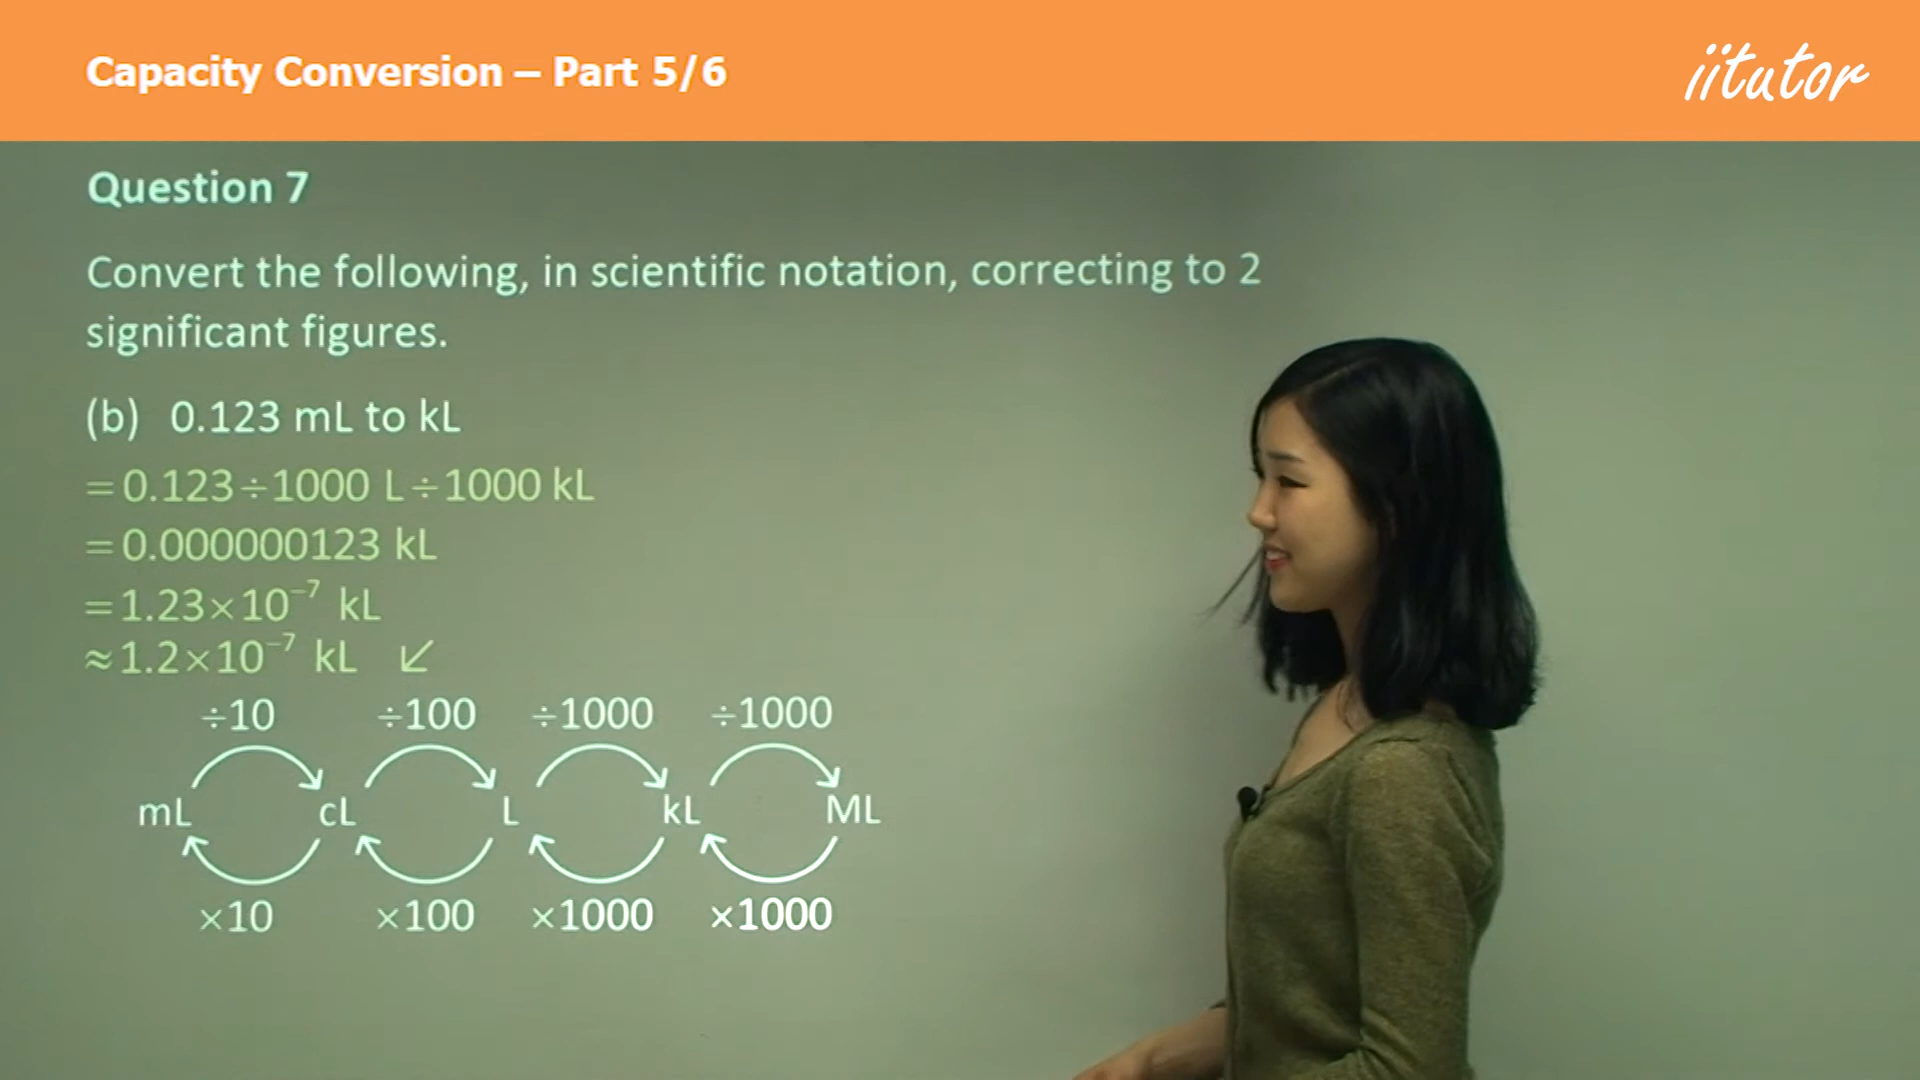 Capacity Conversion – Part 5/6
iitutor
Question 7
Convert the following, in scientific notation, correcting to 2
significant figures.
(b) 0.123 mL to kL
=0.123÷1000 L÷1000 kL
=0.000000123 kL
=1.23×10⁻⁷ kL
≈1.2×10⁻⁷ kL ↙
÷10 ÷100 ÷1000 ÷1000
mL cL L kL ML
×10 ×100 ×1000 ×1000